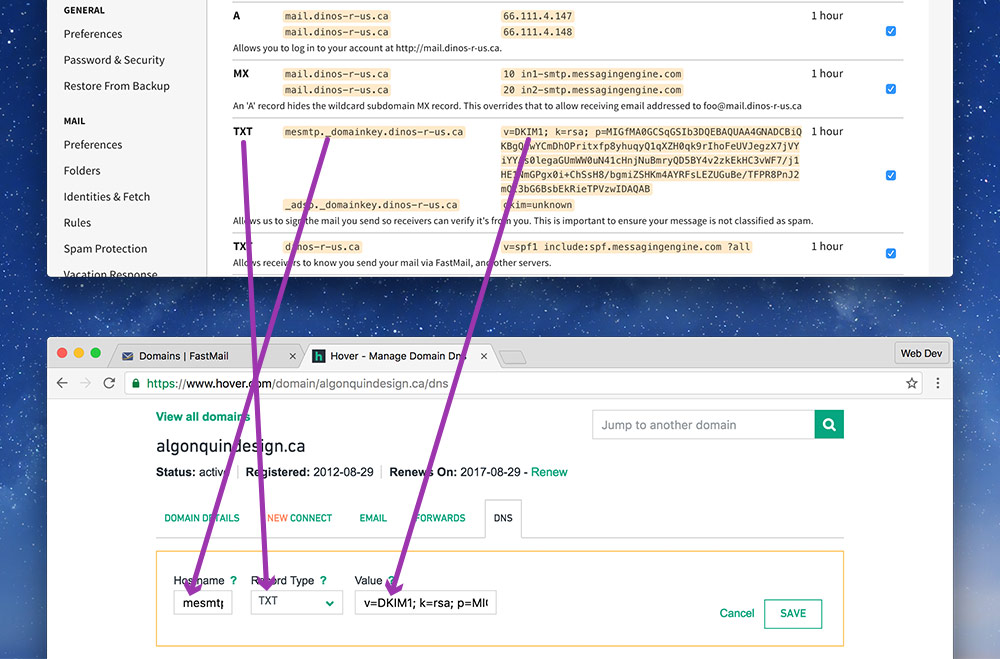 GENERAL
Preferences
Password & Security
Restore From Backup
MAIL
Preferences
Folders
Identities & Fetch
Rules
Spam Protection
Vacation Response
A mail.dinos-r-us.ca 66.111.4.147 1 hour
mail.dinos-r-us.ca 66.111.4.148
Allows you to log in to your account at http://mail.dinos-r-us.ca.
MX mail.dinos-r-us.ca 10 in1-smtp.messagingengine.com 1 hour
mail.dinos-r-us.ca 20 in2-smtp.messagingengine.com
An 'A' record hides the wildcard subdomain MX record. This overrides that to allow receiving email addressed to foo@mail.dinos-r-us.ca
TXT mesmtp._domainkey.dinos-r-us.ca v=DKIM1; k=rsa; p=MIGfMA0GCSqGSIb3DQEBAQUAA4GNADCBiQ 1 hour
_adsp._domainkey.dinos-r-us.ca dkim=unknown
Allows us to sign the mail you send so receivers can verify it's from you. This is important to ensure your message is not classified as spam.
TXT dinos-r-us.ca v=spf1 include:spf.messagingengine.com ?all 1 hour
Allows receivers to know you send your mail via FastMail, and other servers.
Domains | FastMail
Hover - Manage Domain Dns
Web Dev
https://www.hover.com/domain/algonquindesign.ca/dns
View all domains
Jump to another domain
algonquindesign.ca
Status: active Registered: 2012-08-29 Renews On: 2017-08-29 - Renew
DOMAIN DETAILS NEW CONNECT EMAIL FORWARDS DNS
Hostname ? Record Type ? Value ?
mesmtp TXT v=DKIM1; k=rsa; p=MIG
Cancel SAVE